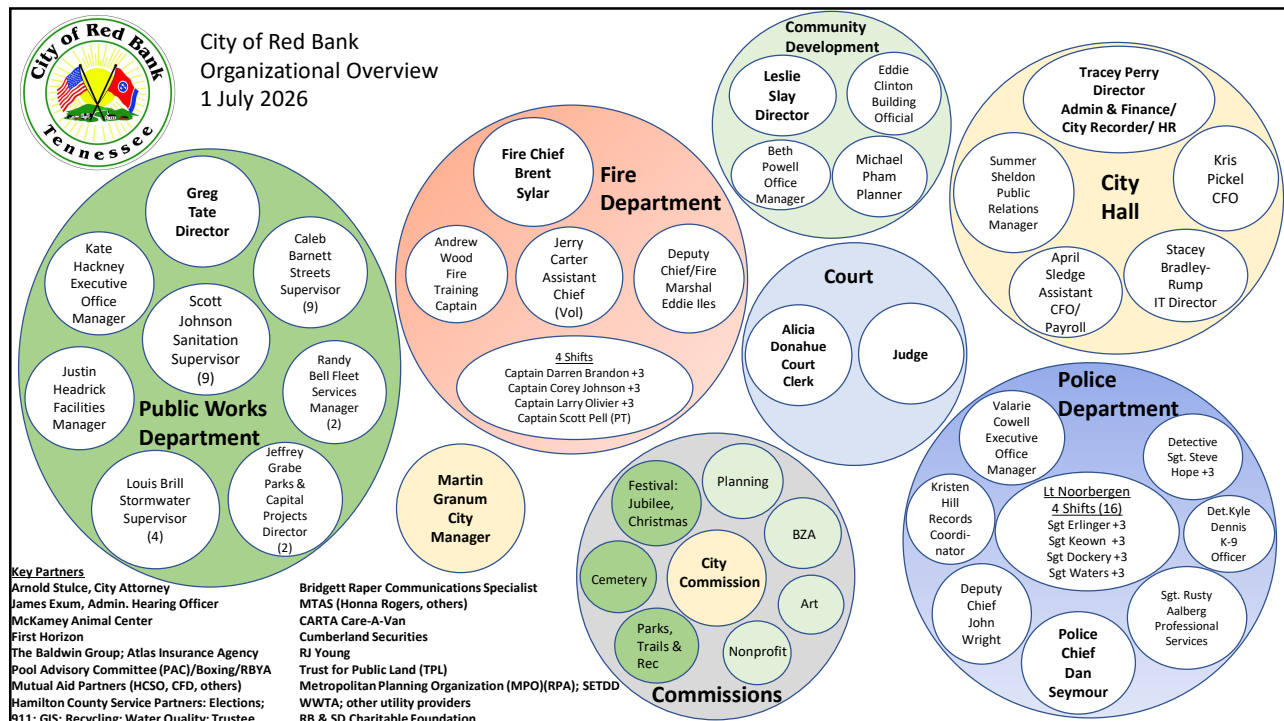 City of Red Bank
Tennessee
City of Red Bank
Organizational Overview
1 July 2026
Public Works
Department
Greg
Tate
Director
Kate
Hackney
Executive
Office
Manager
Caleb
Barnett
Streets
Supervisor
(9)
Scott
Johnson
Sanitation
Supervisor
(9)
Justin
Headrick
Facilities
Manager
Randy
Bell Fleet
Services
Manager
(2)
Louis Brill
Stormwater
Supervisor
(4)
Jeffrey
Grabe
Parks &
Capital
Projects
Director
(2)
Fire
Department
Fire Chief
Brent
Sylar
Andrew
Wood
Fire
Training
Captain
Jerry
Carter
Assistant
Chief
(Vol)
Deputy
Chief/Fire
Marshal
Eddie Iles
4 Shifts
Captain Darren Brandon +3
Captain Corey Johnson +3
Captain Larry Olivier +3
Captain Scott Pell (PT)
Martin
Granum
City
Manager
Community
Development
Leslie
Slay
Director
Eddie
Clinton
Building
Official
Beth
Powell
Office
Manager
Michael
Pham
Planner
Court
Alicia
Donahue
Court
Clerk
Judge
City
Hall
Tracey Perry
Director
Admin & Finance/
City Recorder/ HR
Summer
Sheldon
Public
Relations
Manager
Kris
Pickel
CFO
April
Sledge
Assistant
CFO/
Payroll
Stacey
Bradley-
Rump
IT Director
Police
Department
Valarie
Cowell
Executive
Office
Manager
Detective
Sgt. Steve
Hope +3
Kristen
Hill
Records
Coordi-
nator
Lt Noorbergen
4 Shifts (16)
Sgt Erlinger +3
Sgt Keown +3
Sgt Dockery +3
Sgt Waters +3
Det.Kyle
Dennis
K-9
Officer
Deputy
Chief
John
Wright
Police
Chief
Dan
Seymour
Sgt. Rusty
Aalberg
Professional
Services
Festival:
Jubilee,
Christmas
Planning
BZA
Cemetery
City
Commission
Art
Parks,
Trails &
Rec
Nonprofit
Commissions
Key Partners
Arnold Stulce, City Attorney
James Exum, Admin. Hearing Officer
McKamey Animal Center
First Horizon
The Baldwin Group; Atlas Insurance Agency
Pool Advisory Committee (PAC)/Boxing/RBYA
Mutual Aid Partners (HCSO, CFD, others)
Hamilton County Service Partners: Elections;
911; GIS; Recycling; Water Quality; Trustee
Bridgett Raper Communications Specialist
MTAS (Honna Rogers, others)
CARTA Care-A-Van
Cumberland Securities
RJ Young
Trust for Public Land (TPL)
Metropolitan Planning Organization (MPO)(RPA); SETDD
WWTA; other utility providers
RB & SD Charitable Foundation